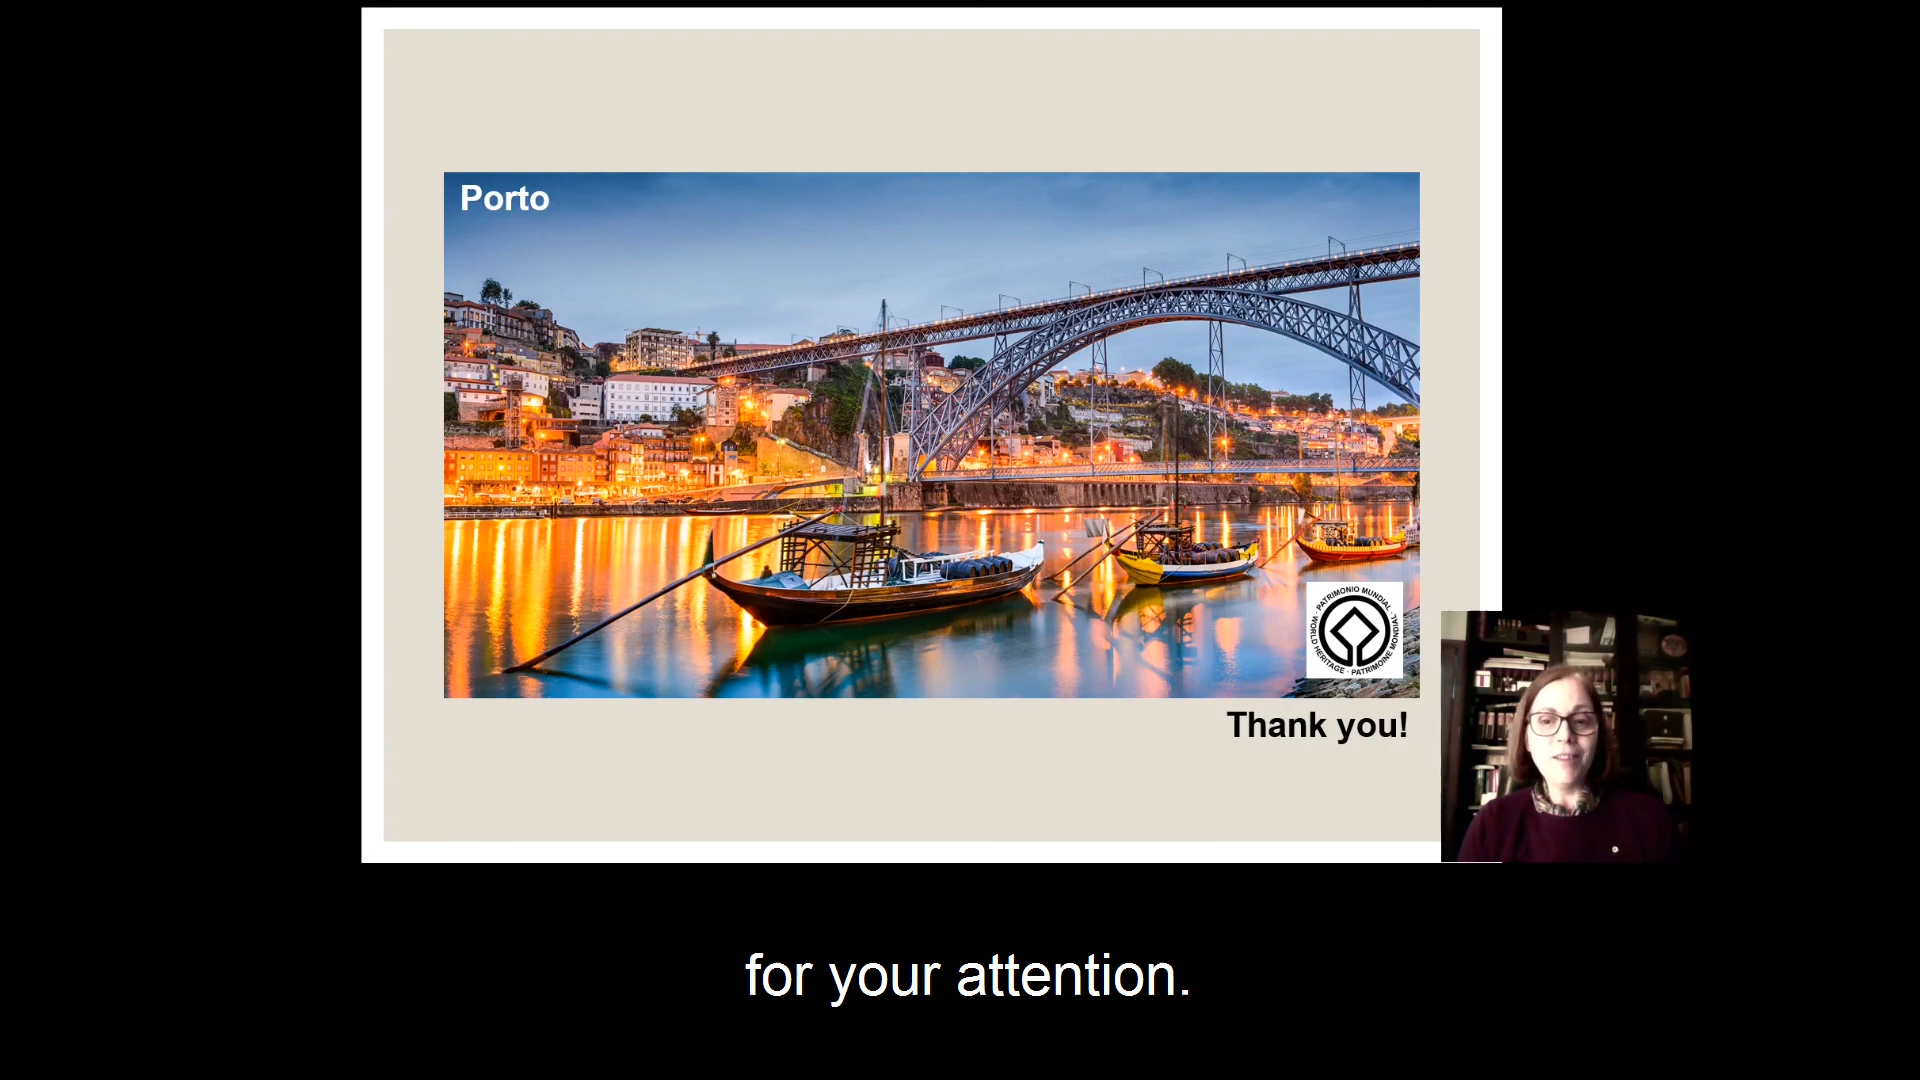 Porto
PATRIMONIO MUNDIAL · WORLD HERITAGE · PATRIMOINE MONDIAL
Thank you!
for your attention.